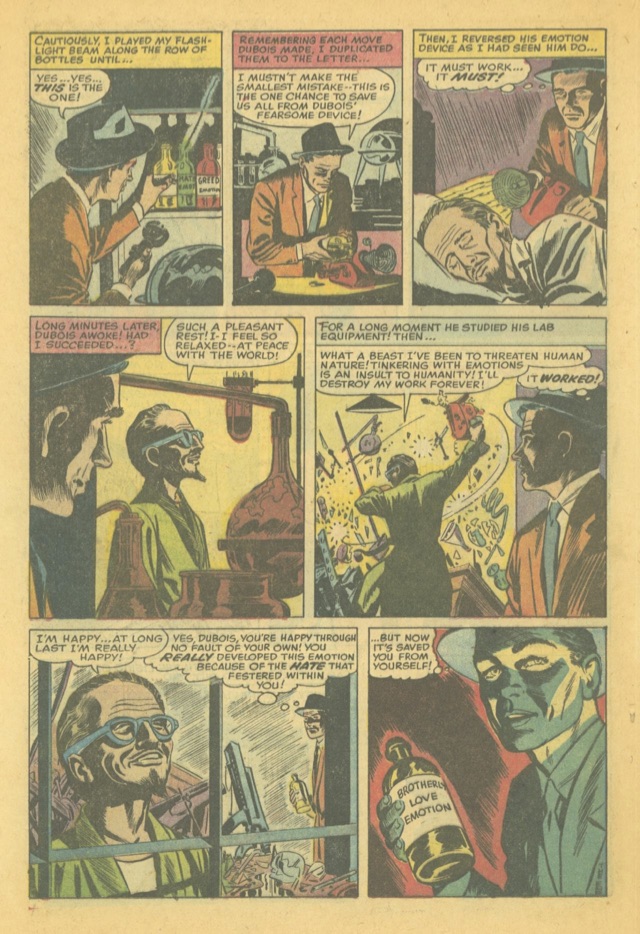 CAUTIOUSLY, I PLAYED MY FLASH-
LIGHT BEAM ALONG THE ROW OF
BOTTLES UNTIL...
YES...YES...
THIS IS THE
ONE!
HATE
GREED
EMOTION
REMEMBERING EACH MOVE
DUBOIS MADE, I DUPLICATED
THEM TO THE LETTER...
I MUSTN'T MAKE THE
SMALLEST MISTAKE--THIS IS
THE ONE CHANCE TO SAVE
US ALL FROM DUBOIS'
FEARSOME DEVICE!
THEN, I REVERSED HIS EMOTION
DEVICE AS I HAD SEEN HIM DO...
IT MUST WORK...
IT MUST!
LONG MINUTES LATER,
DUBOIS AWOKE! HAD
I SUCCEEDED...?
SUCH A PLEASANT
REST! I-I FEEL SO
RELAXED--AT PEACE
WITH THE WORLD!
FOR A LONG MOMENT HE STUDIED HIS LAB
EQUIPMENT! THEN...
WHAT A BEAST I'VE BEEN TO THREATEN HUMAN
NATURE! TINKERING WITH EMOTIONS
IS AN INSULT TO HUMANITY! I'LL
DESTROY MY WORK FOREVER!
IT WORKED!
I'M HAPPY...AT LONG
LAST I'M REALLY
HAPPY!
YES, DUBOIS, YOU'RE HAPPY THROUGH
NO FAULT OF YOUR OWN! YOU
REALLY DEVELOPED THIS EMOTION
BECAUSE OF THE HATE THAT
FESTERED WITHIN
YOU!
...BUT NOW
IT'S SAVED
YOU FROM
YOURSELF!
BROTHERLY
LOVE
EMOTION